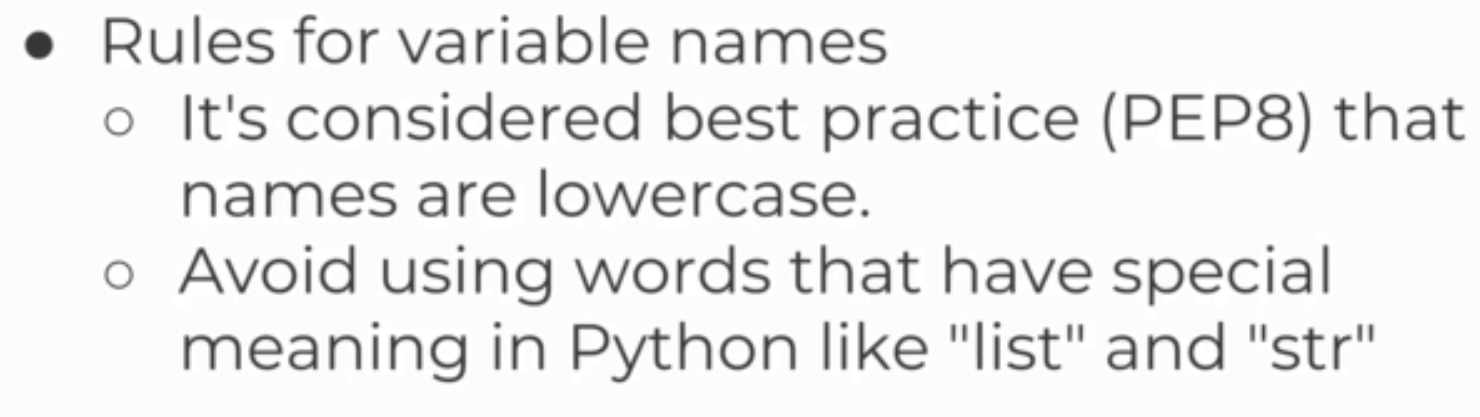 ● Rules for variable names
○ It's considered best practice (PEP8) that
names are lowercase.
○ Avoid using words that have special
meaning in Python like "list" and "str"